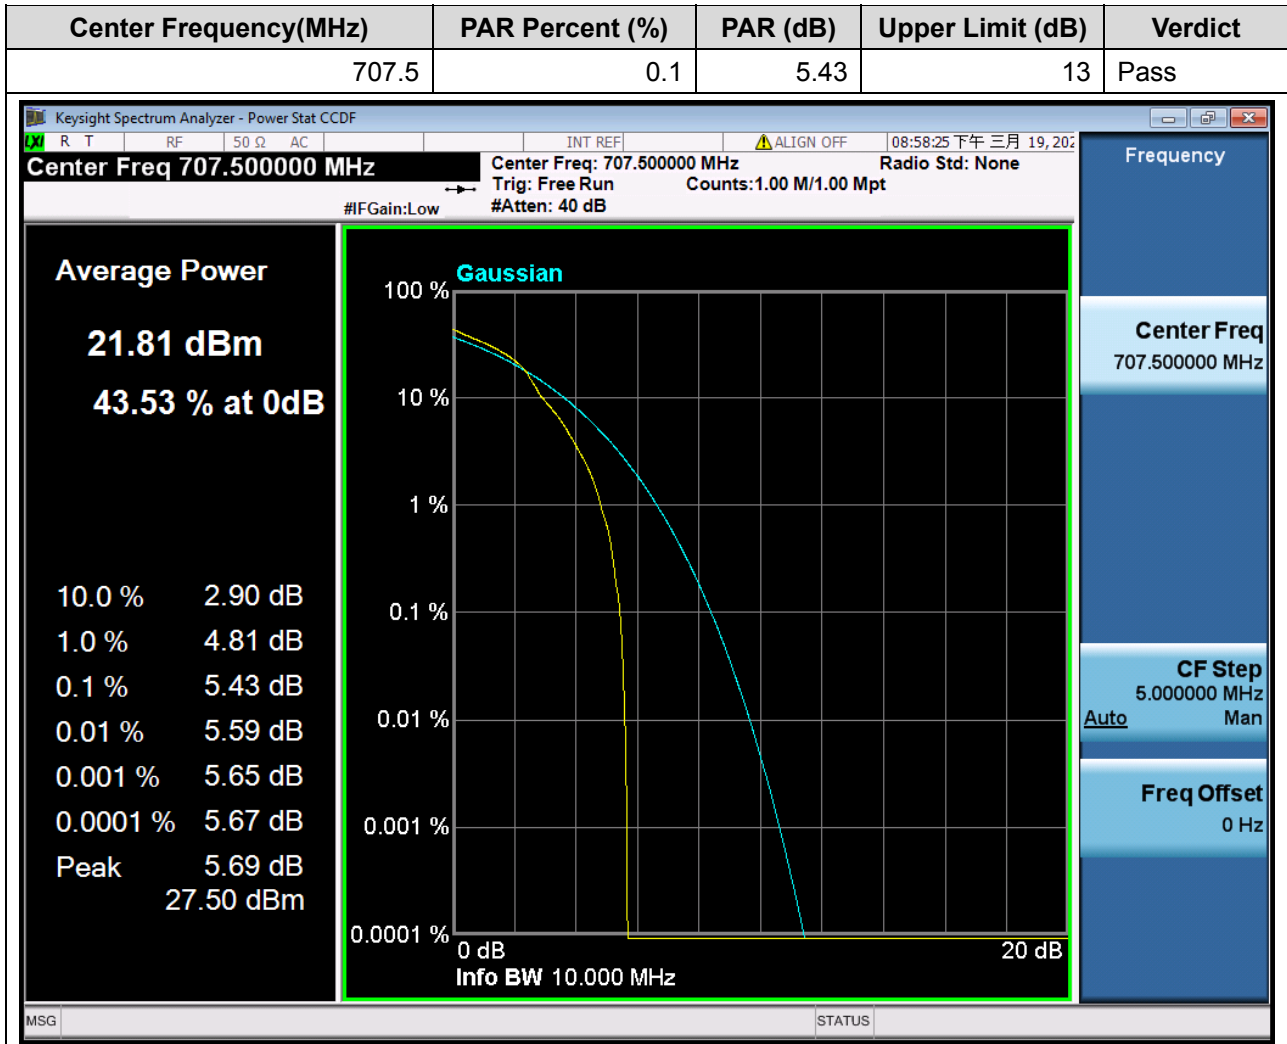 Center Frequency(MHz) PAR Percent (%) PAR (dB) Upper Limit (dB) Verdict
707.5 0.1 5.43 13 Pass
Keysight Spectrum Analyzer - Power Stat CCDF
LXI R T RF 50 Ω AC INT REF ALIGN OFF 08:58:25 下午 三月 19, 202
Center Freq 707.500000 MHz
Center Freq: 707.500000 MHz Radio Std: None
Trig: Free Run Counts:1.00 M/1.00 Mpt
#IFGain:Low #Atten: 40 dB
Average Power
21.81 dBm
43.53 % at 0dB
10.0 % 2.90 dB
1.0 % 4.81 dB
0.1 % 5.43 dB
0.01 % 5.59 dB
0.001 % 5.65 dB
0.0001 % 5.67 dB
Peak 5.69 dB
27.50 dBm
Gaussian
100 %
10 %
1 %
0.1 %
0.01 %
0.001 %
0.0001 %
0 dB 20 dB
Info BW 10.000 MHz
Frequency
Center Freq
707.500000 MHz
CF Step
5.000000 MHz
Auto Man
Freq Offset
0 Hz
MSG STATUS